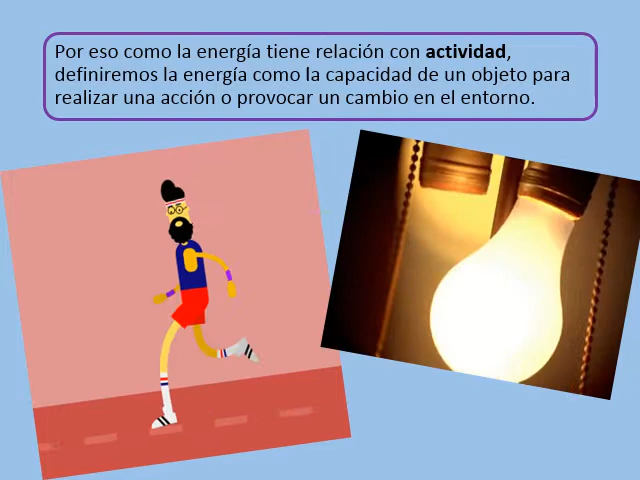 Por eso como la energía tiene relación con actividad,
definiremos la energía como la capacidad de un objeto para
realizar una acción o provocar un cambio en el entorno.